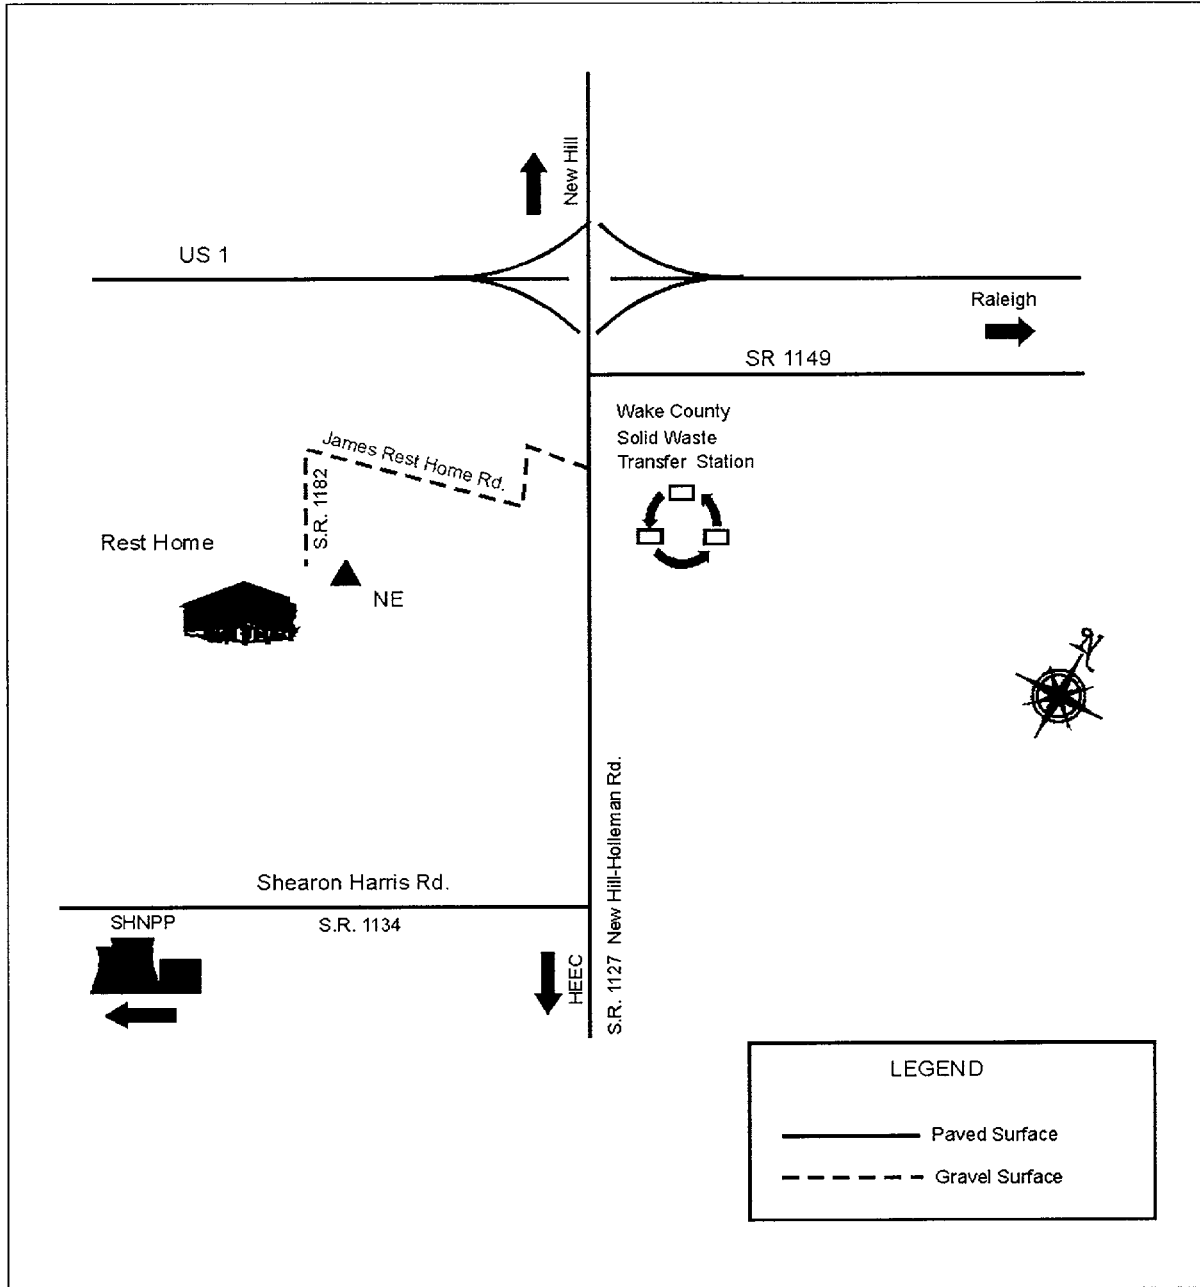 New Hill
US 1
Raleigh
SR 1149
Wake County
Solid Waste
Transfer Station
James Rest Home Rd.
S.R. 1182
Rest Home
NE
S.R. 1127 New Hill-Holleman Rd.
Shearon Harris Rd.
SHNPP
S.R. 1134
HEEC
LEGEND
Paved Surface
Gravel Surface